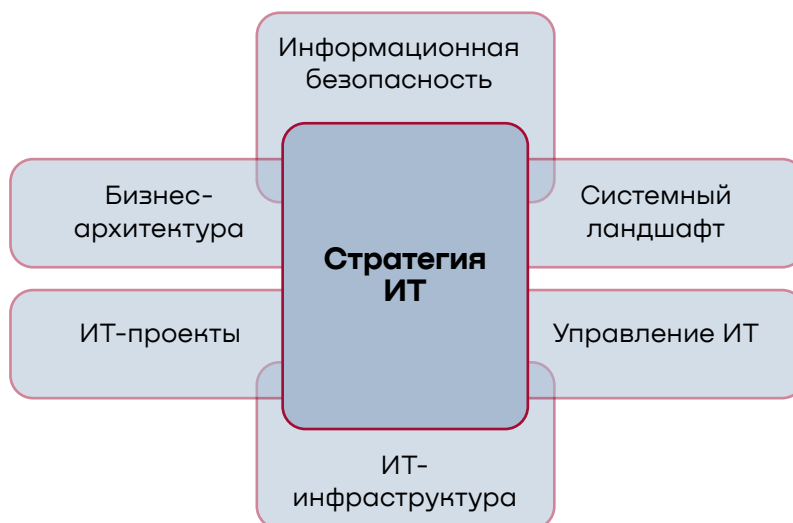 Информационная
безопасность
Бизнес-
архитектура
Системный
ландшафт
Стратегия
ИТ
ИТ-проекты
Управление ИТ
ИТ-
инфраструктура